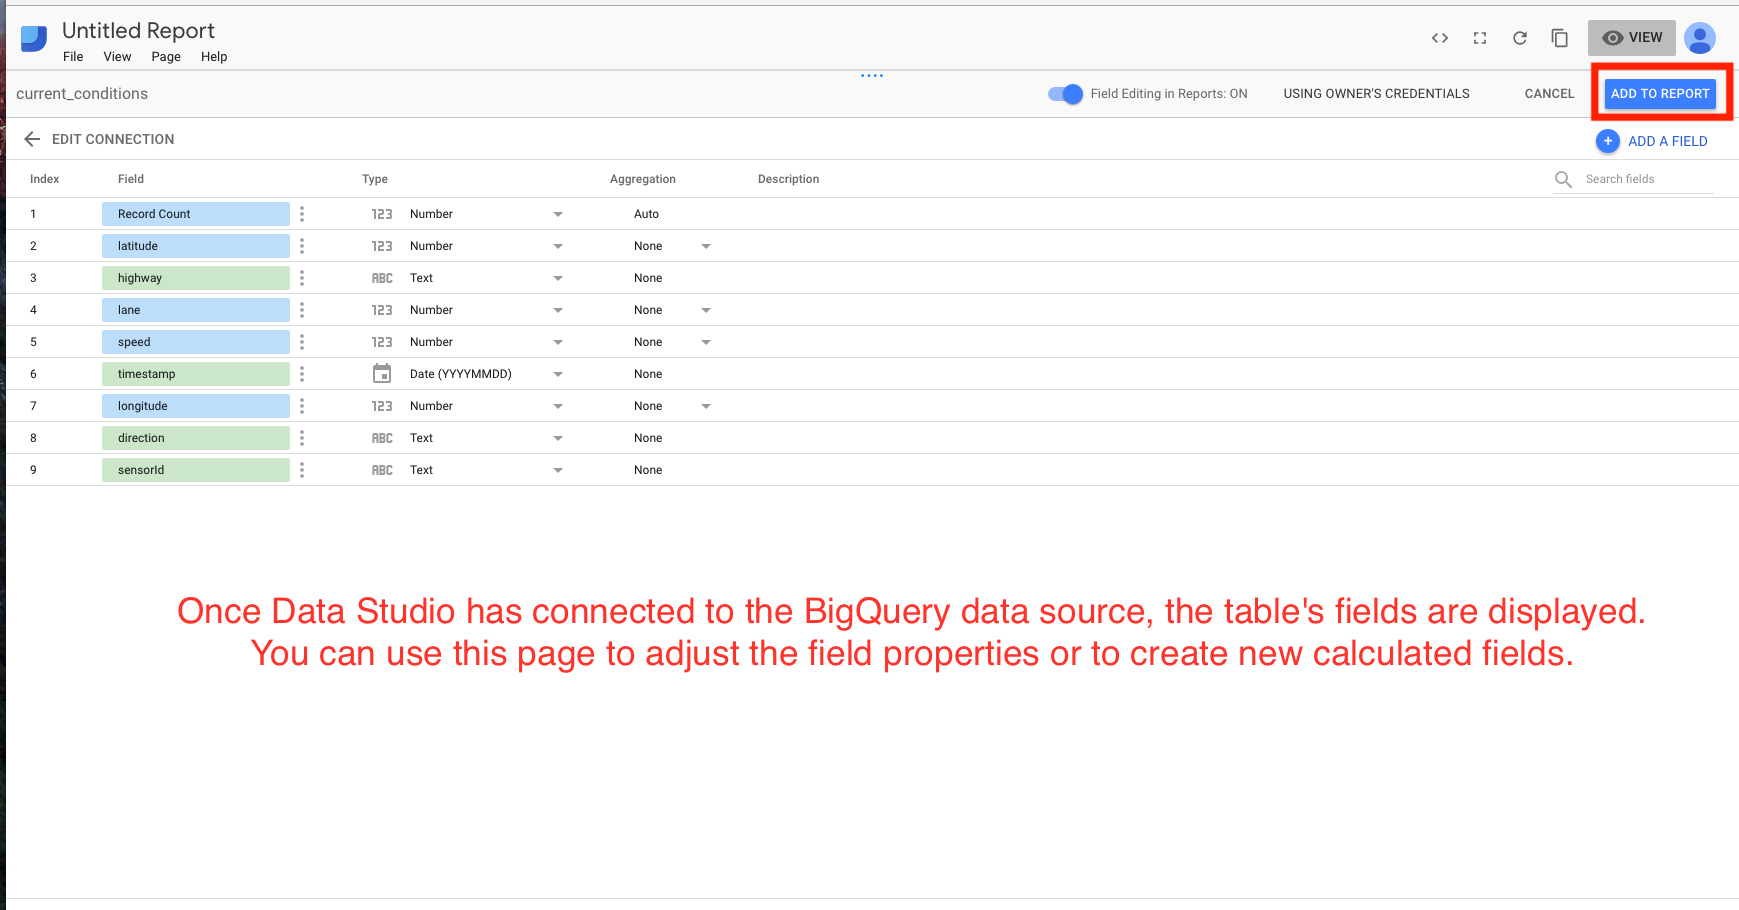 Untitled Report
File View Page Help
VIEW
current_conditions
Field Editing in Reports: ON USING OWNER'S CREDENTIALS CANCEL ADD TO REPORT
EDIT CONNECTION
ADD A FIELD
Index Field Type Aggregation Description Search fields
1 Record Count 123 Number Auto
2 latitude 123 Number None
3 highway ABC Text None
4 lane 123 Number None
5 speed 123 Number None
6 timestamp Date (YYYYMMDD) None
7 longitude 123 Number None
8 direction ABC Text None
9 sensorId ABC Text None
Once Data Studio has connected to the BigQuery data source, the table's fields are displayed.
You can use this page to adjust the field properties or to create new calculated fields.